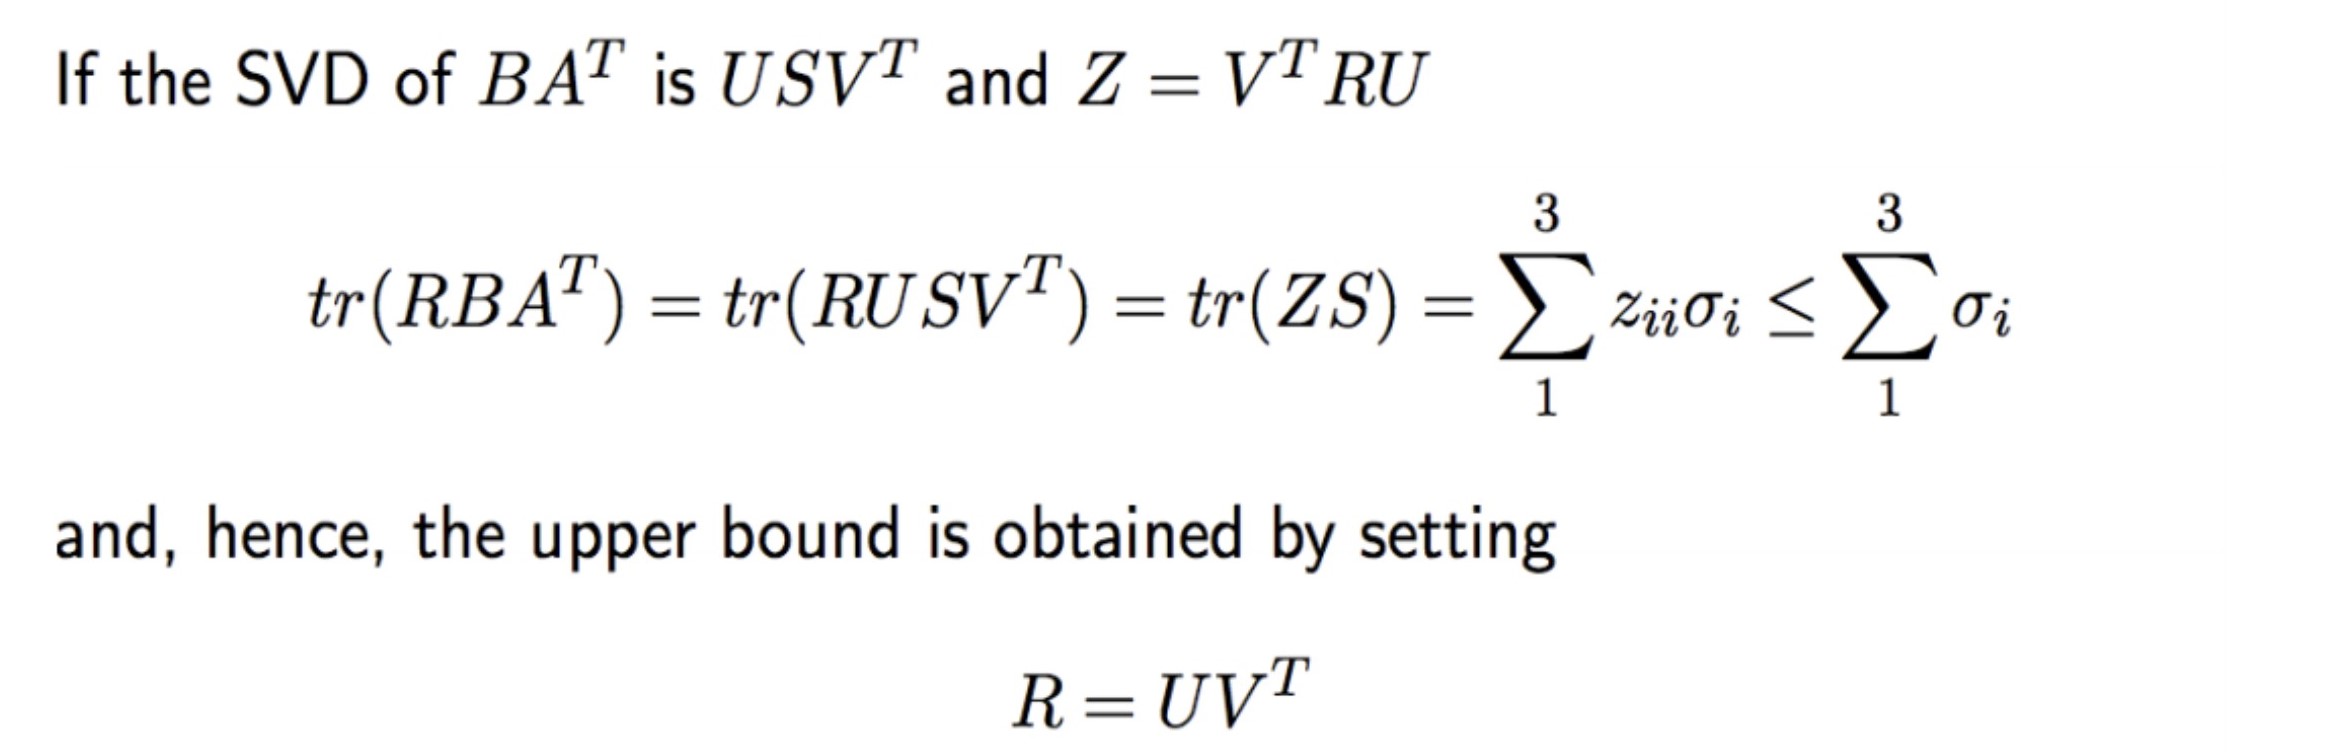 If the SVD of $BA^T$ is $USV^T$ and $Z = V^T RU$
$tr(RBA^T) = tr(RUSV^T) = tr(ZS) = \sum_{1}^{3} z_{ii}\sigma_i \leq \sum_{1}^{3} \sigma_i$
and, hence, the upper bound is obtained by setting
$R = UV^T$